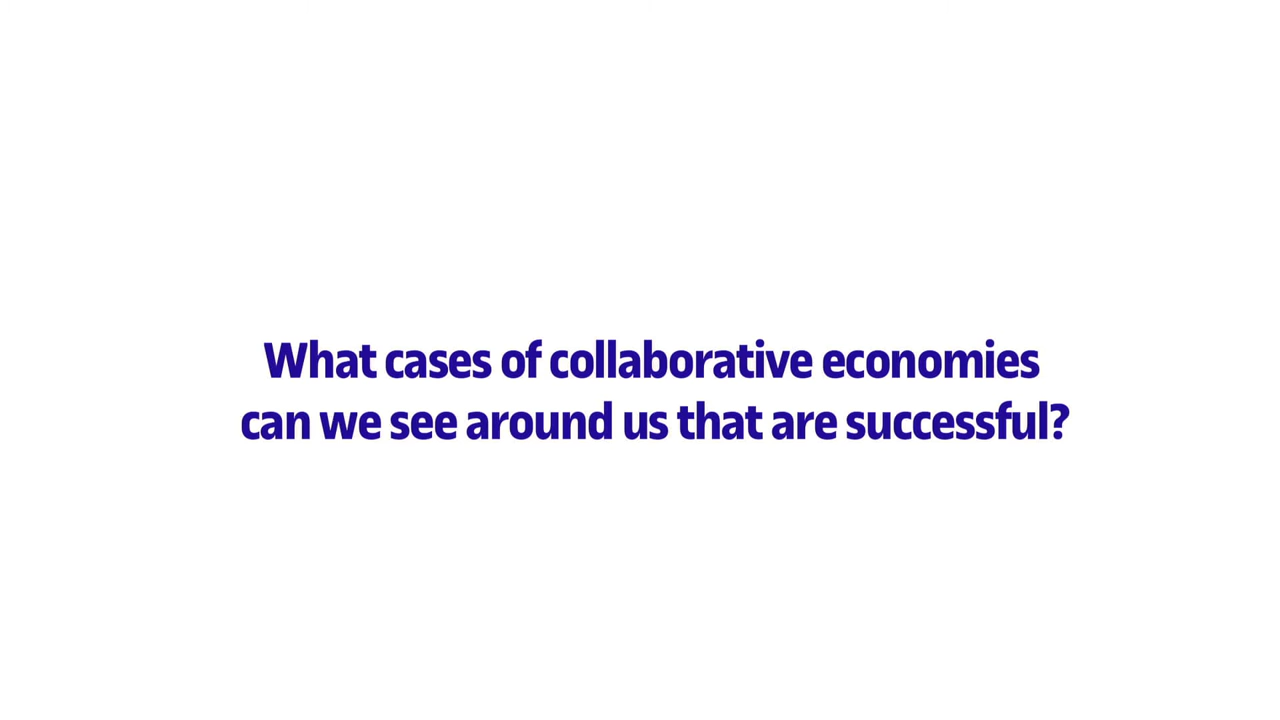 What cases of collaborative economies
can we see around us that are successful?